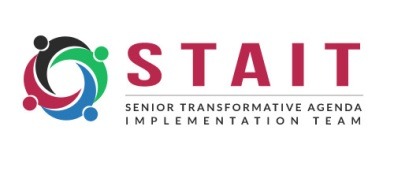 STAIT
SENIOR TRANSFORMATIVE AGENDA
IMPLEMENTATION TEAM